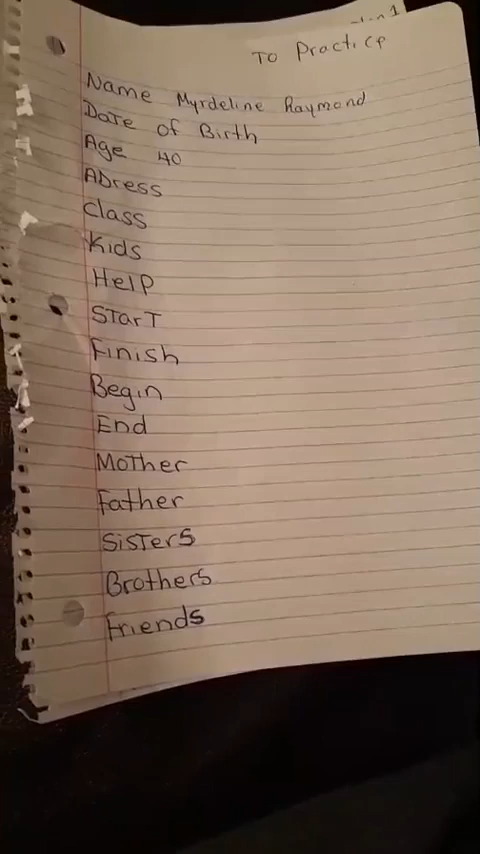 To Practice
Name Myrdeline Raymond
Date of Birth
Age 40
ADress
Class
Kids
Help
Start
Finish
Begin
End
Mother
Father
Sisters
Brothers
Friends